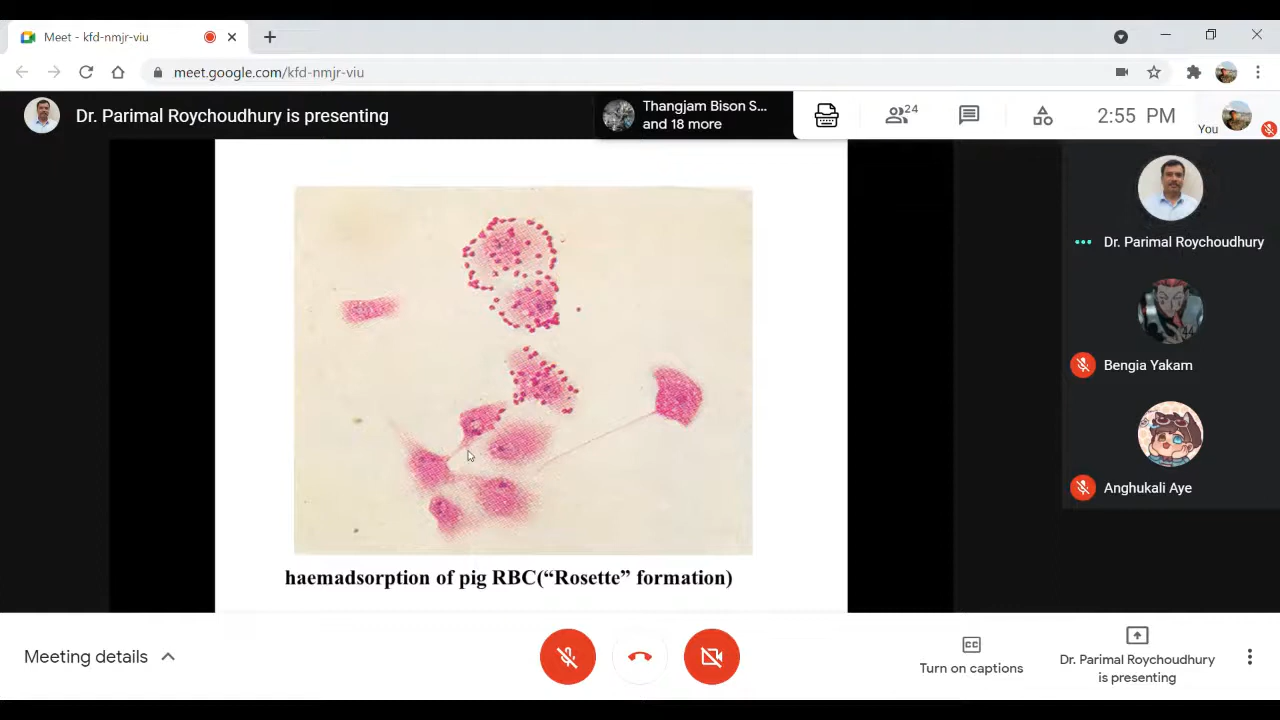 Meet - kfd-nmjr-viu
meet.google.com/kfd-nmjr-viu
Dr. Parimal Roychoudhury is presenting
Thangjam Bison S...
and 18 more
24
2:55 PM
You
Dr. Parimal Roychoudhury
44
Bengia Yakam
Anghukali Aye
haemadsorption of pig RBC(“Rosette” formation)
Meeting details
CC
Turn on captions
Dr. Parimal Roychoudhury
is presenting